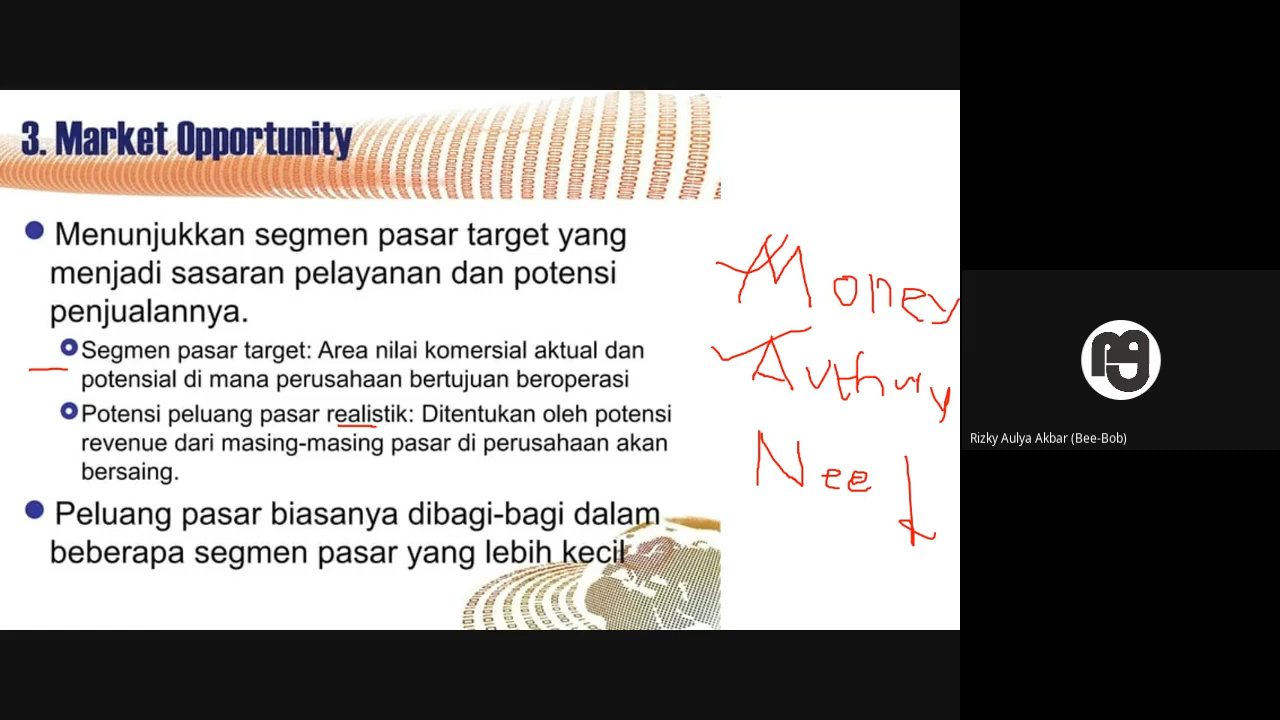 3. Market Opportunity
Menunjukkan segmen pasar target yang
menjadi sasaran pelayanan dan potensi
penjualannya.
Segmen pasar target: Area nilai komersial aktual dan
potensial di mana perusahaan bertujuan beroperasi
Potensi peluang pasar realistik: Ditentukan oleh potensi
revenue dari masing-masing pasar di perusahaan akan
bersaing.
Peluang pasar biasanya dibagi-bagi dalam
beberapa segmen pasar yang lebih kecil
Money
Nee
Rizky Aulya Akbar (Bee-Bob)